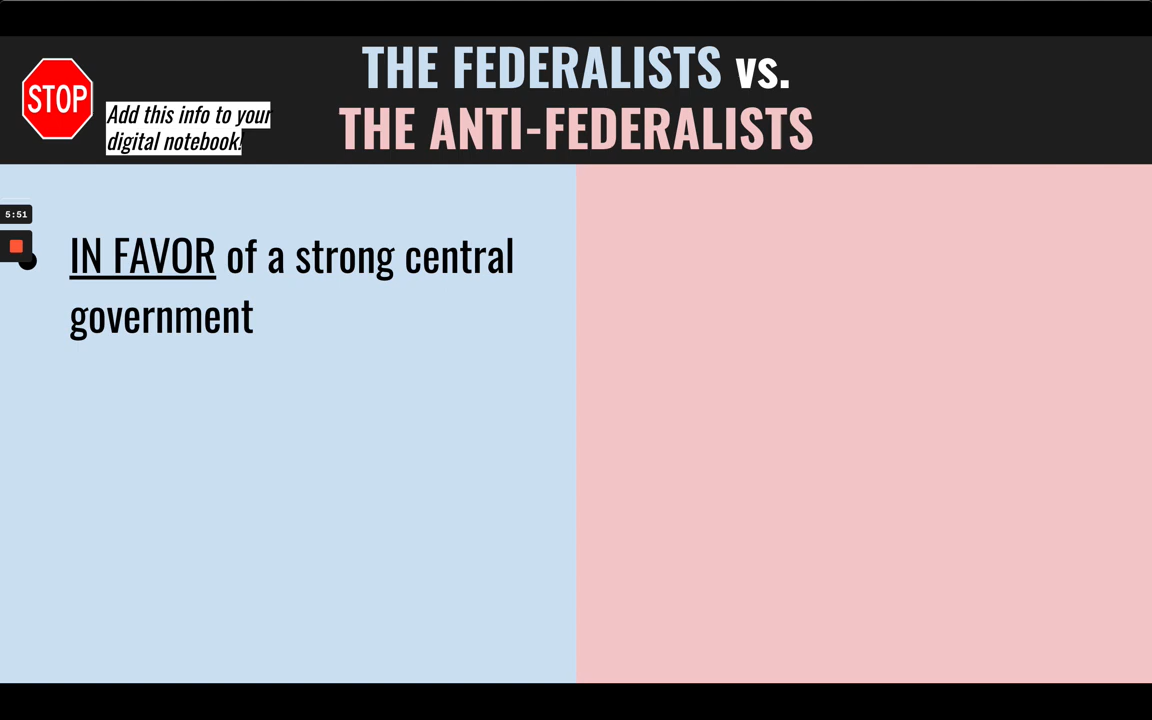 THE FEDERALISTS vs.
THE ANTI-FEDERALISTS
STOP
Add this info to your
digital notebook!
5:51
IN FAVOR of a strong central
government